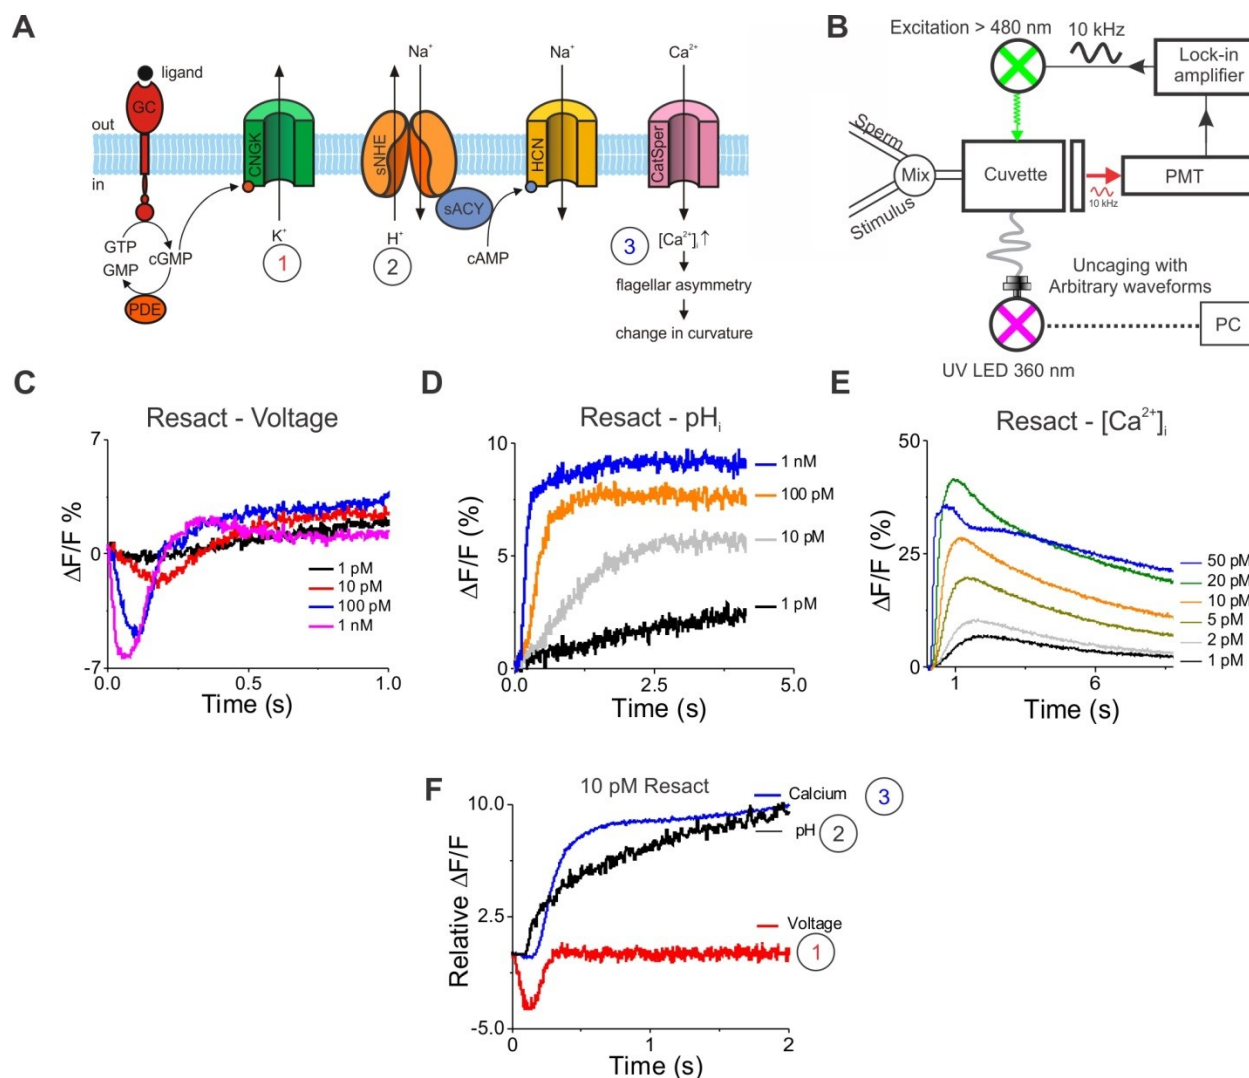 A
ligand
GC
out
in
GTP
GMP
cGMP
PDE
CNGK
K⁺
1
Na⁺
sNHE
H⁺
2
sACY
cAMP
Na⁺
HCN
Ca²⁺
CatSper
3
[Ca²⁺]ᵢ↑
flagellar asymmetry
change in curvature
B
Excitation > 480 nm
10 kHz
Lock-in
amplifier
Sperm
Mix
Stimulus
Cuvette
10 kHz
PMT
Uncaging with
Arbitrary waveforms
PC
UV LED 360 nm
C
Resact - Voltage
7
0
-7
ΔF/F %
1 pM
10 pM
100 pM
1 nM
0.0
0.5
1.0
Time (s)
D
Resact - pHᵢ
10
5
0
ΔF/F (%)
1 nM
100 pM
10 pM
1 pM
0.0
2.5
5.0
Time (s)
E
Resact - [Ca²⁺]ᵢ
50
25
0
ΔF/F (%)
50 pM
20 pM
10 pM
5 pM
2 pM
1 pM
1
6
Time (s)
F
10 pM Resact
10.0
2.5
-5.0
Relative ΔF/F
Calcium
3
pH
2
Voltage
1
0
1
2
Time (s)